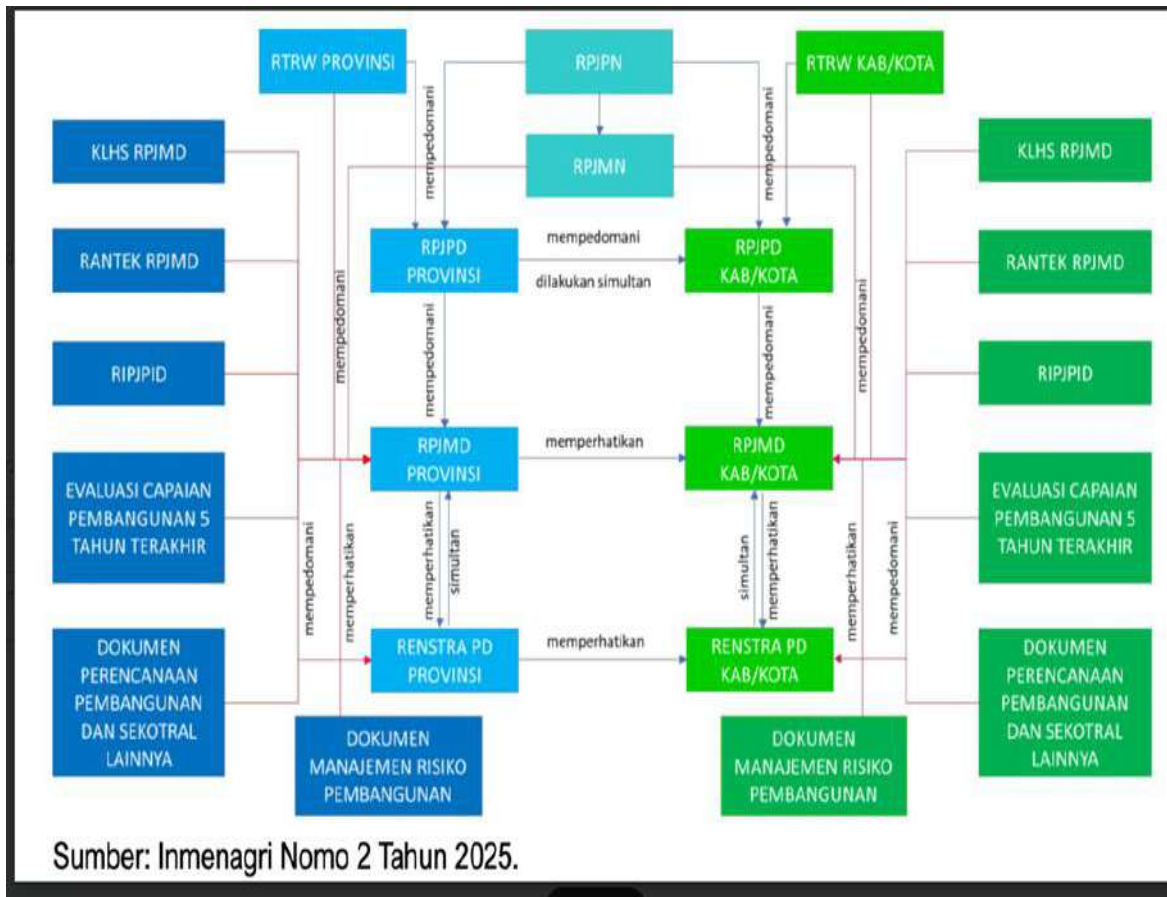 RTRW PROVINSI
RPJPN
RTRW KAB/KOTA
mempedomani
mempedomani
mempedomani
KLHS RPJMD
RPJMN
KLHS RPJMD
RANTEK RPJMD
RPJPD
PROVINSI
mempedomani
dilakukan simultan
RPJPD
KAB/KOTA
RANTEK RPJMD
mempedomani
mempedomani
mempedomani
mempedomani
RIPJPID
RIPJPID
RPJMD
PROVINSI
memperhatikan
RPJMD
KAB/KOTA
EVALUASI CAPAIAN
PEMBANGUNAN 5
TAHUN TERAKHIR
EVALUASI CAPAIAN
PEMBANGUNAN 5
TAHUN TERAKHIR
mempedomani
memperhatikan
memperhatikan
simultan
simultan
memperhatikan
memperhatikan
mempedomani
RENSTRA PD
PROVINSI
memperhatikan
RENSTRA PD
KAB/KOTA
DOKUMEN
PERENCANAAN
PEMBANGUNAN
DAN SEKOTRAL
LAINNYA
DOKUMEN
PERENCANAAN
PEMBANGUNAN
DAN SEKOTRAL
LAINNYA
DOKUMEN
MANAJEMEN RISIKO
PEMBANGUNAN
DOKUMEN
MANAJEMEN RISIKO
PEMBANGUNAN
Sumber: Inmenagri Nomo 2 Tahun 2025.